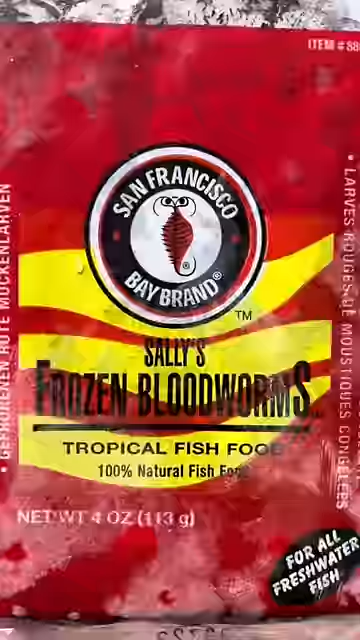 ITEM # 88
SAN FRANCISCO
BAY BRAND®
TM
SALLY'S
FROZEN BLOODWORMS
TROPICAL FISH FOOD
100% Natural Fish Food
NET WT 4 OZ (113 g)
FOR ALL
FRESHWATER
FISH
• GEFRORENEN ROTE MÜCKENLARVEN
• LARVES ROUGES DE MOUSTIQUES CONGELÉES